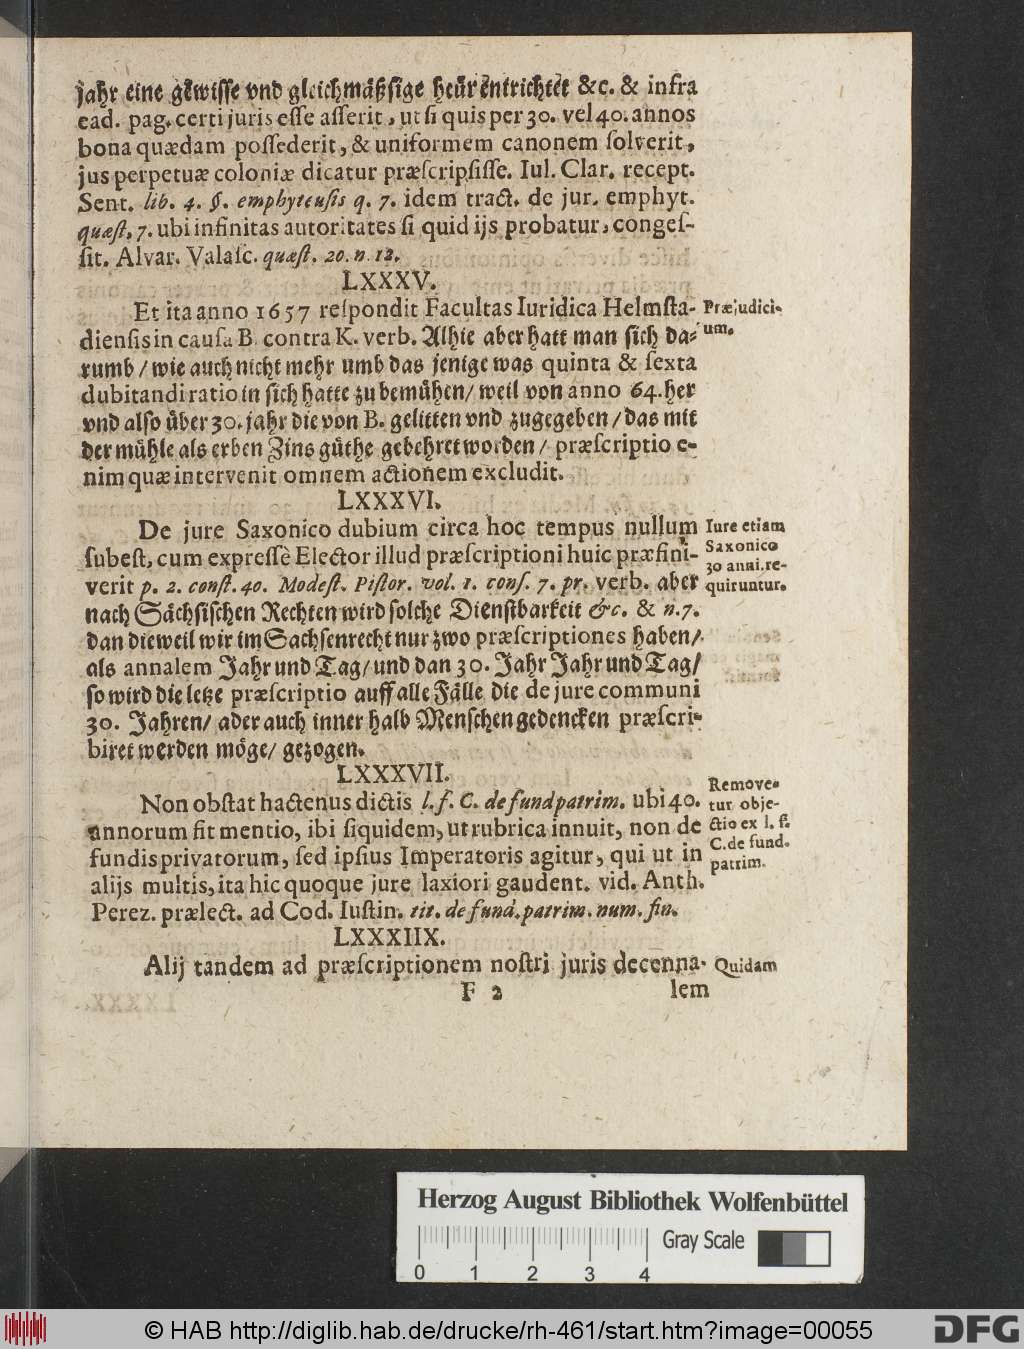 jahr eine gewisse vnd gleichmäßsige heür entrichtet &c. & infra
ead. pag. certi juris esse asserit, ut si quis per 30. vel 40. annos
bona quædam possederit, & uniformem canonem solverit,
jus perpetuæ coloniæ dicatur præscripsisse. Iul. Clar. recept.
Sent. lib. 4. §. emphyteusis q. 7. idem tract. de jur. emphyt.
quæst. 7. ubi infinitas autoritates si quid ijs probatur, conges-
sit. Alvar. Valasc. quæst. 20. n. 12.
LXXXV.
Et ita anno 1657 respondit Facultas Iuridica Helmsta- Præjudici-
diensis in causa B. contra K. verb. Alhie aber hatt man sich da- um.
rumb / wie auch nicht mehr umb das jenige was quinta & sexta
dubitandi ratio in sich hatte zu bemühen / weil von anno 64. her
vnd also über 30. jahr die von B. gelitten vnd zugegeben / das mit
der mühle als erben Zins güthe gebehret worden / præscriptio e-
nim quæ intervenit omnem actionem excludit.
LXXXVI.
De jure Saxonico dubium circa hoc tempus nullum Iure etiam
subest, cum expressè Elector illud præscriptioni huic præfini- Saxonico
verit p. 2. const. 40. Modest. Pistor. vol. 1. cons. 7. pr. verb. aber 30 anni. re-
nach Sächsischen Rechten wird solche Dienstbarkeit &c. & n. 7. quiruntur.
dan dieweil wir im Sachsenrecht nur zwo præscriptiones haben /
als annalem Jahr und Tag / und dan 30. Jahr Jahr und Tag /
so wird die letze præscriptio auff alle Fälle die de jure communi
30. Jahren / ader auch inner halb Menschen gedencken præscri-
biret werden möge / gezogen.
LXXXVII.
Non obstat hactenus dictis l. f. C. de fund patrim. ubi 40. Remove-
annorum fit mentio, ibi siquidem, ut rubrica innuit, non de tur obje-
fundis privatorum, sed ipsius Imperatoris agitur, qui ut in ctio ex l. f.
alijs multis, ita hic quoque jure laxiori gaudent. vid. Anth. C. de fund.
Perez. prælect. ad Cod. Iustin. tit. de fund. patrim. num. fin. patrim.
LXXXIIX.
Alij tandem ad præscriptionem nostri juris decenna- Quidam
F 2 lem
Herzog August Bibliothek Wolfenbüttel
Gray Scale
0 1 2 3 4
© HAB http://diglib.hab.de/drucke/rh-461/start.htm?image=00055
DFG